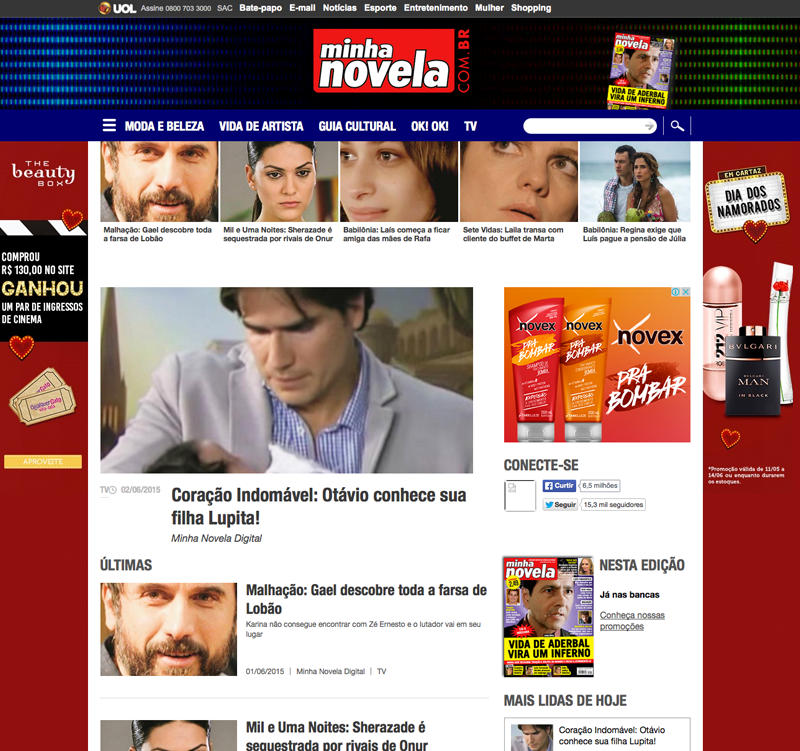 UOL Assine 0800 703 3000 SAC Bate-papo E-mail Notícias Esporte Entretenimento Mulher Shopping
minha
novela
COM.BR
minha
novela
VIDA DE ADERBAL
VIRA UM INFERNO
MODA E BELEZA VIDA DE ARTISTA GUIA CULTURAL OK! OK! TV
THE
beauty
BOX
COMPROU
R$ 130,00 NO SITE
GANHOU
UM PAR DE INGRESSOS
DE CINEMA
APROVEITE
Malhação: Gael descobre toda
a farsa de Lobão
Mil e Uma Noites: Sherazade é
sequestrada por rivais de Onur
Babilônia: Laís começa a ficar
amiga das mães de Rafa
Sete Vidas: Laila transa com
cliente do buffet de Marta
Babilônia: Regina exige que
Luís pague a pensão de Júlia
EM CARTAZ
DIA DOS
NAMORADOS
212 VIP
BVLGARI
BVLGARI
MAN
IN BLACK
*Promoção válida de 11/05 a
14/06 ou enquanto durarem
os estoques.
novex
PRA
BOMBAR
novex
PRA
BOMBAR
novex
PRA
BOMBAR
TV 02/06/2015
Coração Indomável: Otávio conhece sua
filha Lupita!
Minha Novela Digital
CONECTE-SE
Curtir 6,5 milhões
Seguir 15,3 mil seguidores
ÚLTIMAS
Malhação: Gael descobre toda a farsa de
Lobão
Karina não consegue encontrar com Zé Ernesto e o lutador vai em seu
lugar
01/06/2015 | Minha Novela Digital | TV
Mil e Uma Noites: Sherazade é
sequestrada por rivais de Onur
minha
novela
2,85
VIDA DE ADERBAL
VIRA UM INFERNO
NESTA EDIÇÃO
Já nas bancas
Conheça nossas
promoções
MAIS LIDAS DE HOJE
Coração Indomável: Otávio
conhece sua filha Lupita!